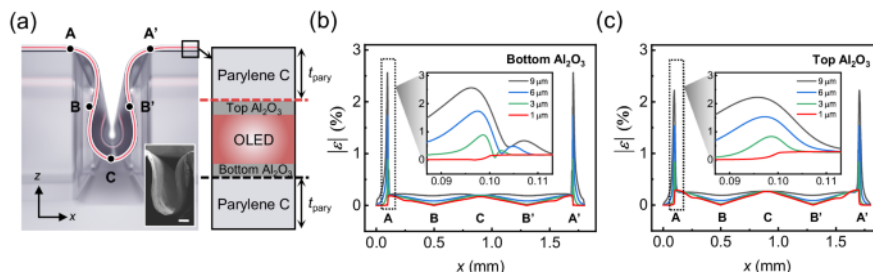 (a)
A
A'
B
B'
C
z
x
Parylene C
t_pary
Top Al₂O₃
OLED
Bottom Al₂O₃
Parylene C
t_pary
(b)
Bottom Al₂O₃
|ε| (%)
3
2
1
0
9 μm
6 μm
3 μm
1 μm
3
2
1
0
0.09
0.10
0.11
A
B
C
B'
A'
0.0
0.5
1.0
1.5
x (mm)
(c)
Top Al₂O₃
|ε| (%)
3
2
1
0
9 μm
6 μm
3 μm
1 μm
3
2
1
0
0.09
0.10
0.11
A
B
C
B'
A'
0.0
0.5
1.0
1.5
x (mm)